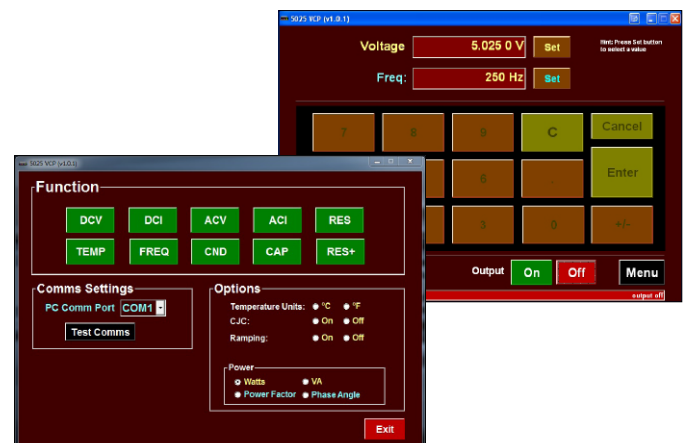 5025 VCP (v1.0.1)
Voltage 5.025 0 V Set
Hint: Press Set button
to select a value
Freq: 250 Hz Set
7 8 9 C Cancel
6 . Enter
3 0 +/-
Output On Off Menu
output off
5025 VCP (v1.0.1)
Function
DCV DCI ACV ACI RES
TEMP FREQ CND CAP RES+
Comms Settings
PC Comm Port COM1
Test Comms
Options
Temperature Units: °C °F
CJC: On Off
Ramping: On Off
Power
Watts VA
Power Factor Phase Angle
Exit